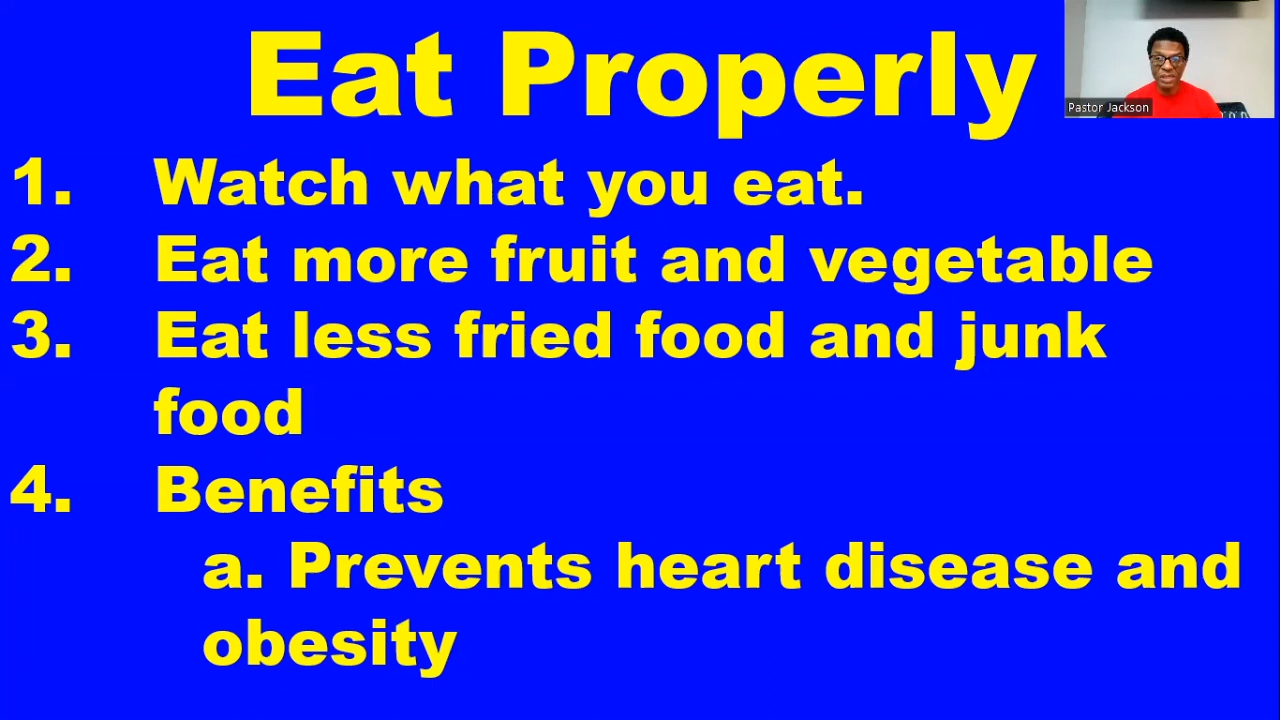 Eat Properly
Pastor Jackson
1. Watch what you eat.
2. Eat more fruit and vegetable
3. Eat less fried food and junk
food
4. Benefits
a. Prevents heart disease and
obesity